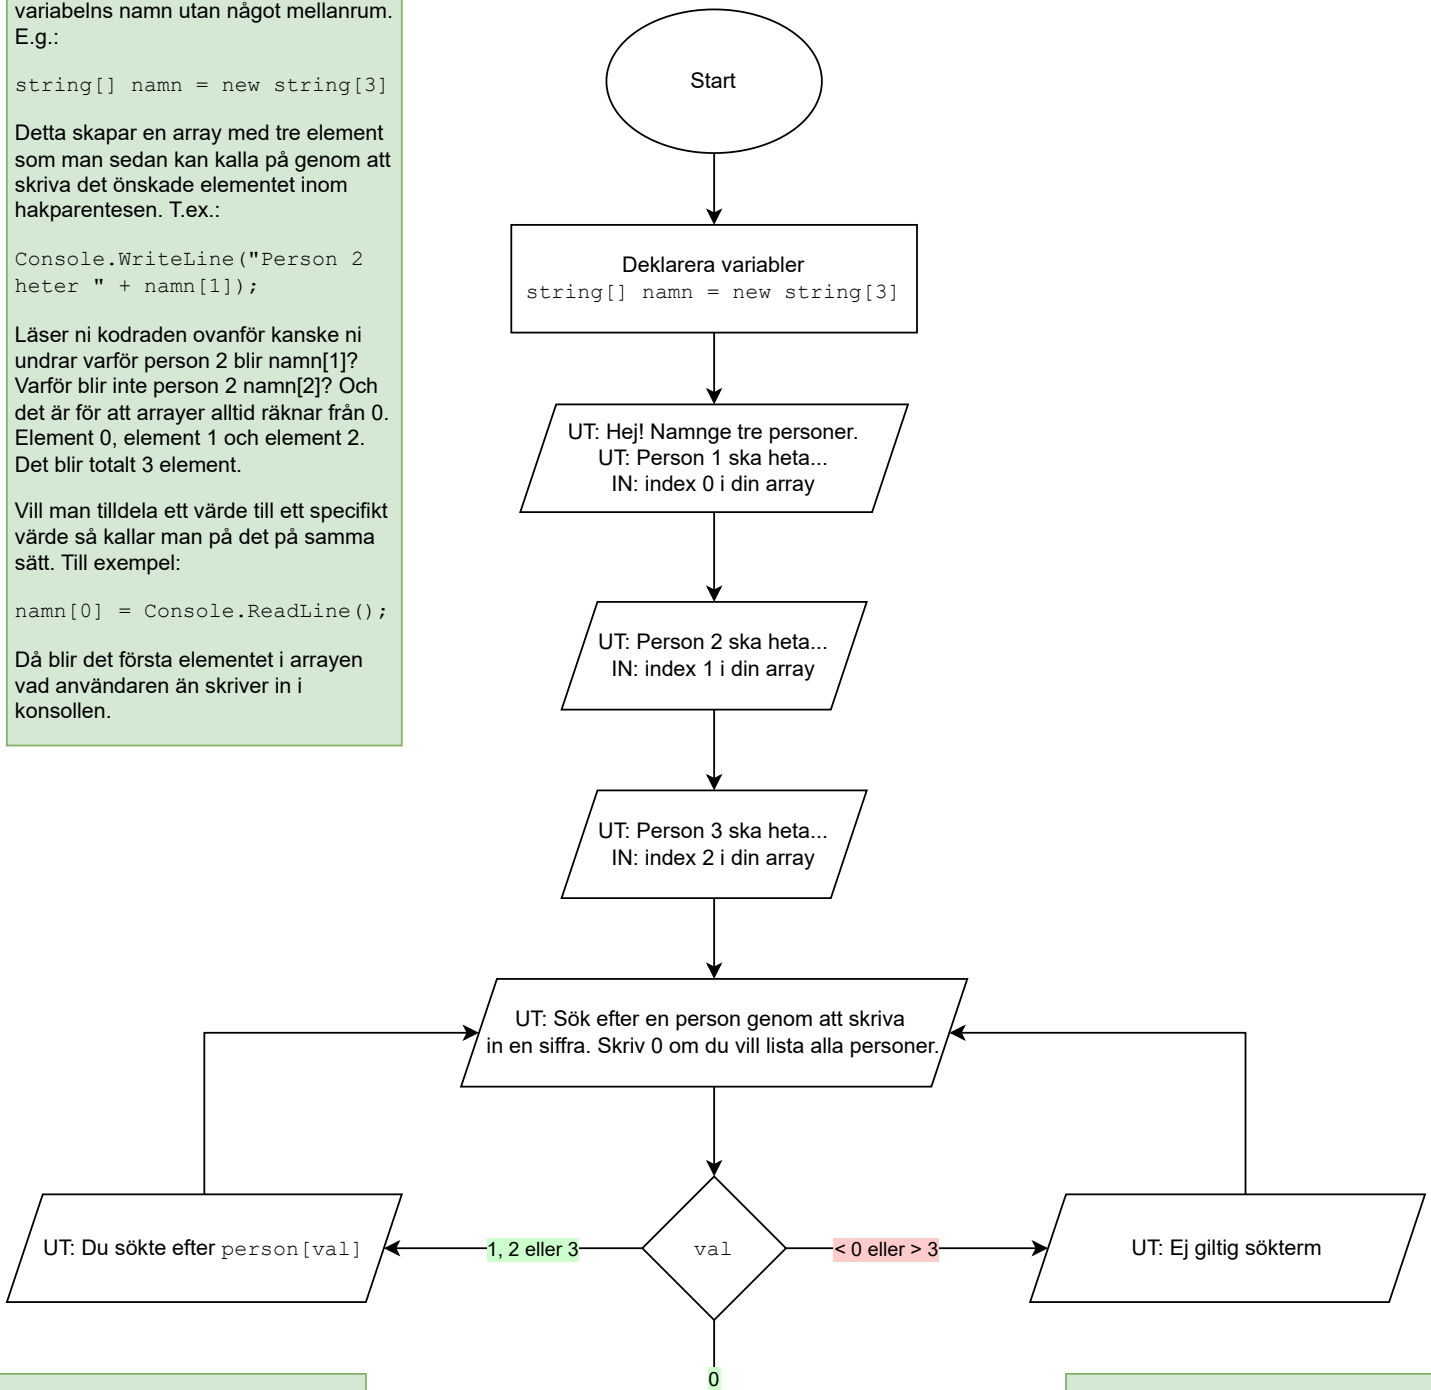 variabelns namn utan något mellanrum.
E.g.:
string[] namn = new string[3]
Detta skapar en array med tre element
som man sedan kan kalla på genom att
skriva det önskade elementet inom
hakparentesen. T.ex.:
Console.WriteLine("Person 2
heter " + namn[1]);
Läser ni kodraden ovanför kanske ni
undrar varför person 2 blir namn[1]?
Varför blir inte person 2 namn[2]? Och
det är för att arrayer alltid räknar från 0.
Element 0, element 1 och element 2.
Det blir totalt 3 element.
Vill man tilldela ett värde till ett specifikt
värde så kallar man på det på samma
sätt. Till exempel:
namn[0] = Console.ReadLine();
Då blir det första elementet i arrayen
vad användaren än skriver in i
konsollen.
Start
Deklarera variabler
string[] namn = new string[3]
UT: Hej! Namnge tre personer.
UT: Person 1 ska heta...
IN: index 0 i din array
UT: Person 2 ska heta...
IN: index 1 i din array
UT: Person 3 ska heta...
IN: index 2 i din array
UT: Sök efter en person genom att skriva
in en siffra. Skriv 0 om du vill lista alla personer.
UT: Du sökte efter person[val]
1, 2 eller 3
val
< 0 eller > 3
UT: Ej giltig sökterm
0